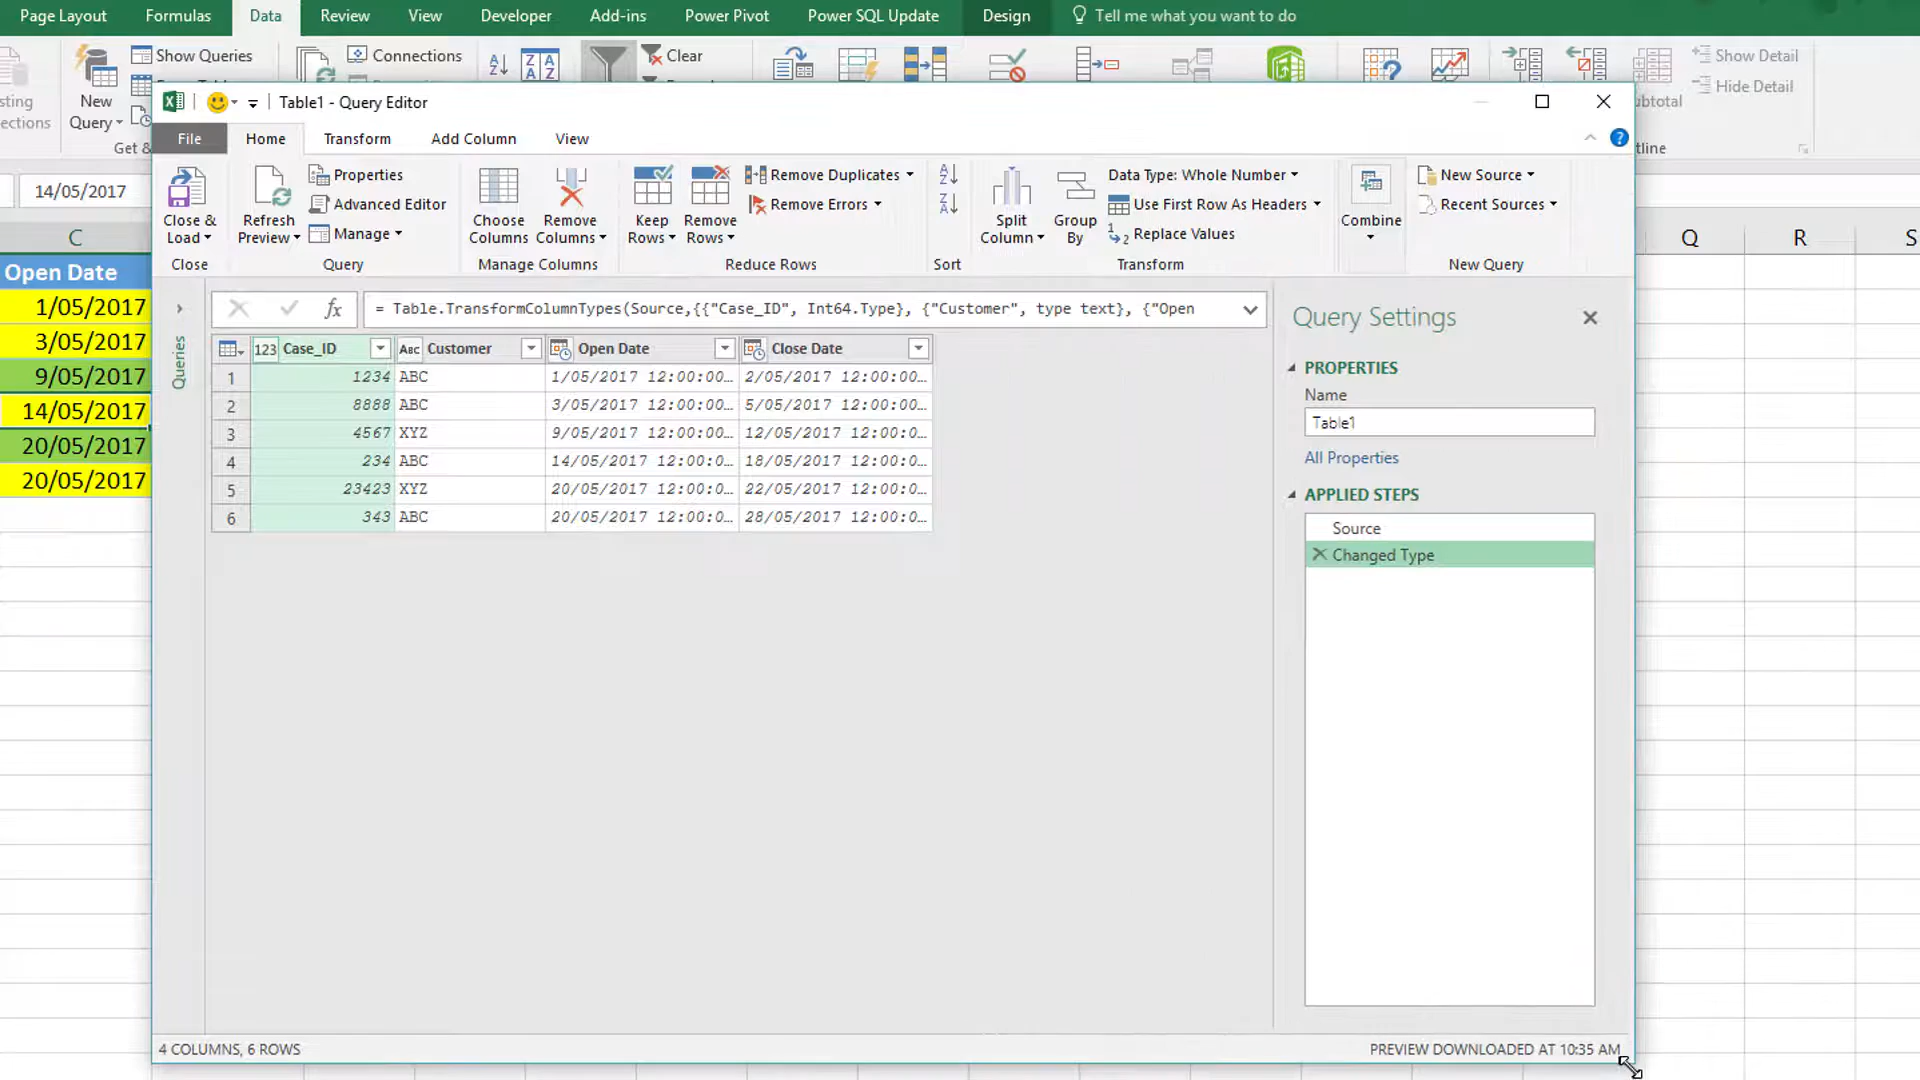 Page Layout Formulas Data Review View Developer Add-ins Power Pivot Power SQL Update Design Tell me what you want to do
Show Queries Connections Clear Show Detail
Hide Detail
New
Query
sting
ections
Get &
ubtotal
tline
Table1 - Query Editor
File Home Transform Add Column View
Close &
Load
Close
Refresh
Preview
Properties
Advanced Editor
Manage
Query
Choose
Columns
Remove
Columns
Manage Columns
Keep
Rows
Remove
Rows
Remove Duplicates
Remove Errors
Reduce Rows
Sort
Split
Column
Group
By
Data Type: Whole Number
Use First Row As Headers
Replace Values
Transform
Combine
New Source
Recent Sources
New Query
14/05/2017
C Q R S
Open Date
1/05/2017
3/05/2017
9/05/2017
14/05/2017
20/05/2017
20/05/2017
Queries
fx = Table.TransformColumnTypes(Source,{{"Case_ID", Int64.Type}, {"Customer", type text}, {"Open
123 Case_ID ABC Customer Open Date Close Date
1 1234 ABC 1/05/2017 12:00:00… 2/05/2017 12:00:00…
2 8888 ABC 3/05/2017 12:00:00… 5/05/2017 12:00:00…
3 4567 XYZ 9/05/2017 12:00:00… 12/05/2017 12:00:0…
4 234 ABC 14/05/2017 12:00:0… 18/05/2017 12:00:0…
5 23423 XYZ 20/05/2017 12:00:0… 22/05/2017 12:00:0…
6 343 ABC 20/05/2017 12:00:0… 28/05/2017 12:00:0…
Query Settings
PROPERTIES
Name
Table1
All Properties
APPLIED STEPS
Source
Changed Type
4 COLUMNS, 6 ROWS PREVIEW DOWNLOADED AT 10:35 AM